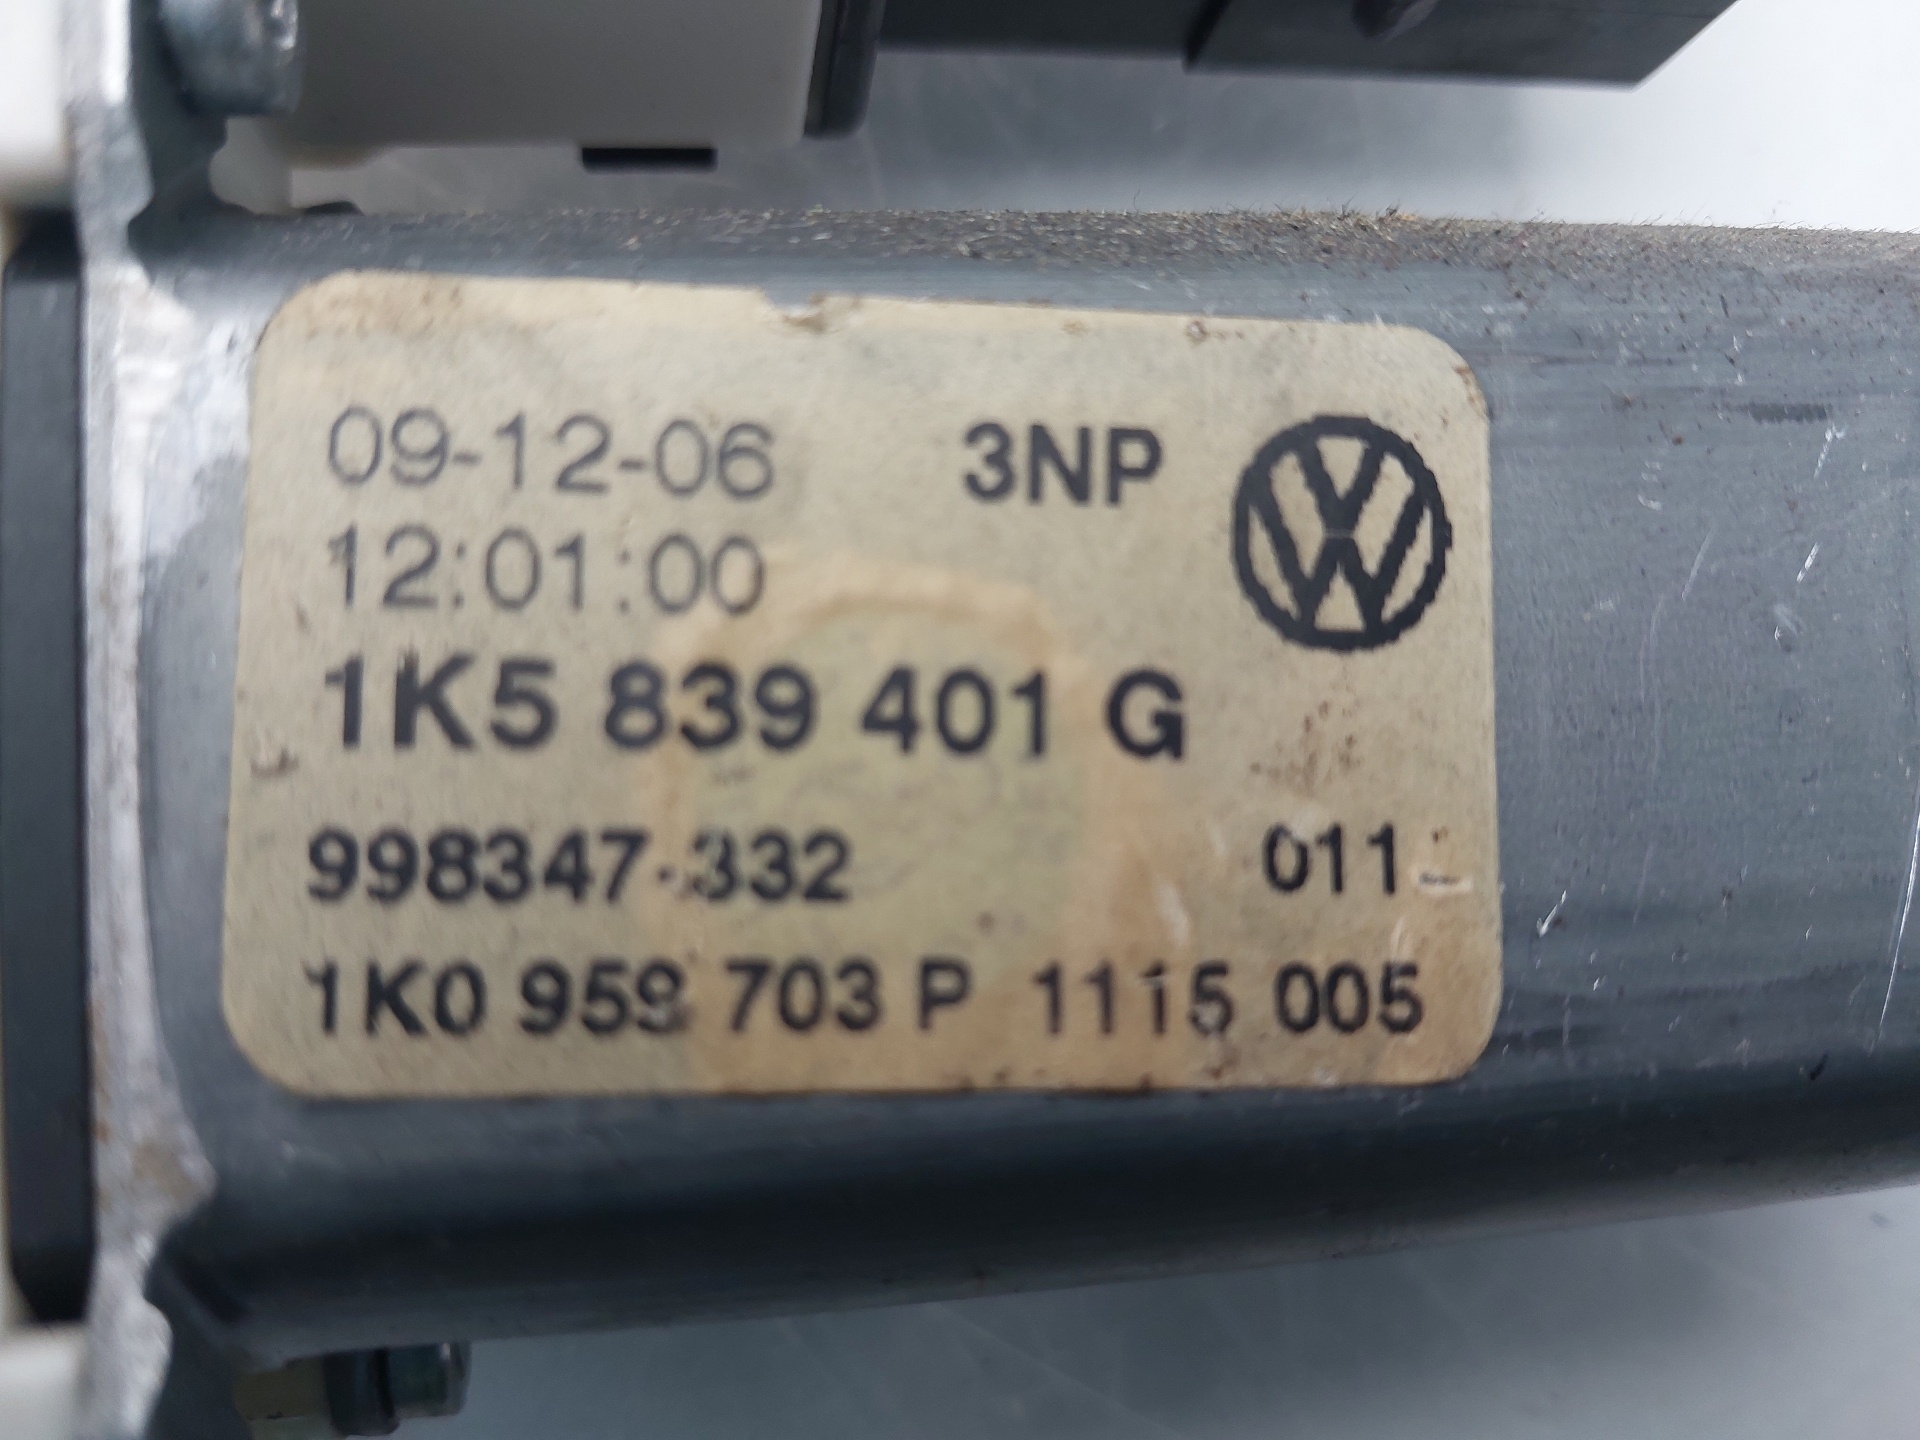 09-12-06 3NP
12:01:00
1K5 839 401 G
998347-332 011
1K0 959 703 P 1115 005